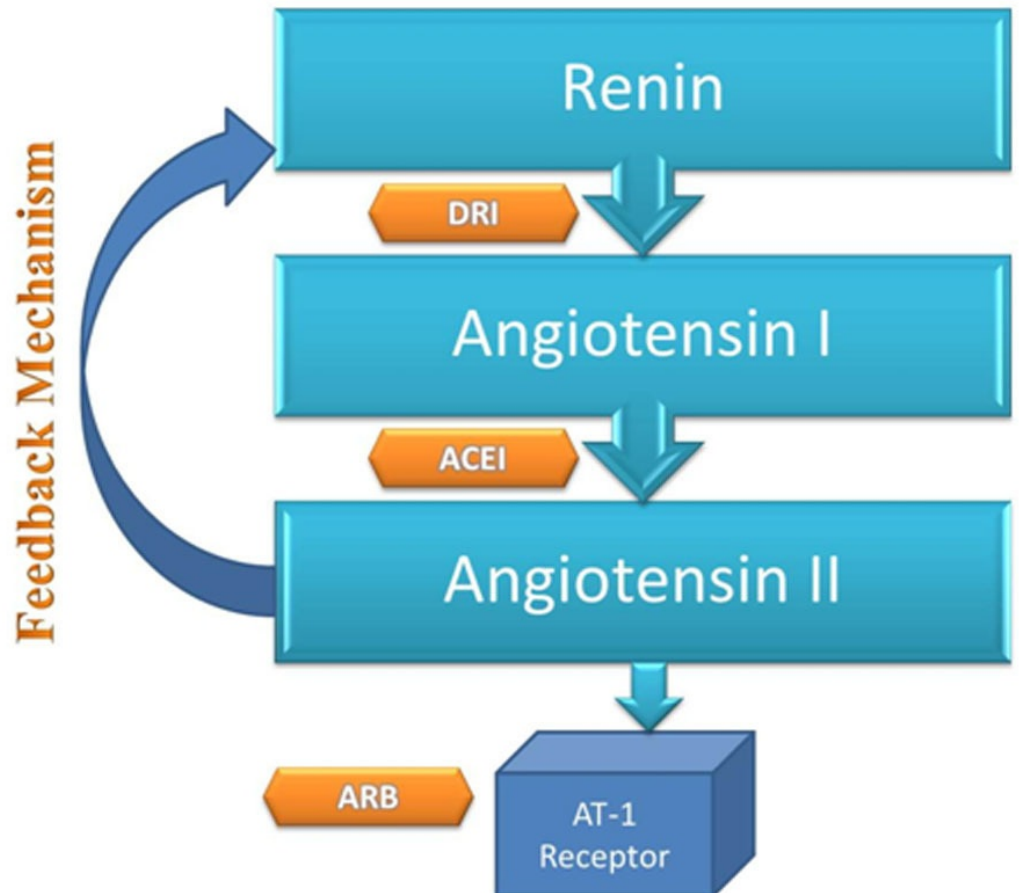 Feedback Mechanism
Renin
DRI
Angiotensin I
ACEI
Angiotensin II
ARB
AT-1
Receptor